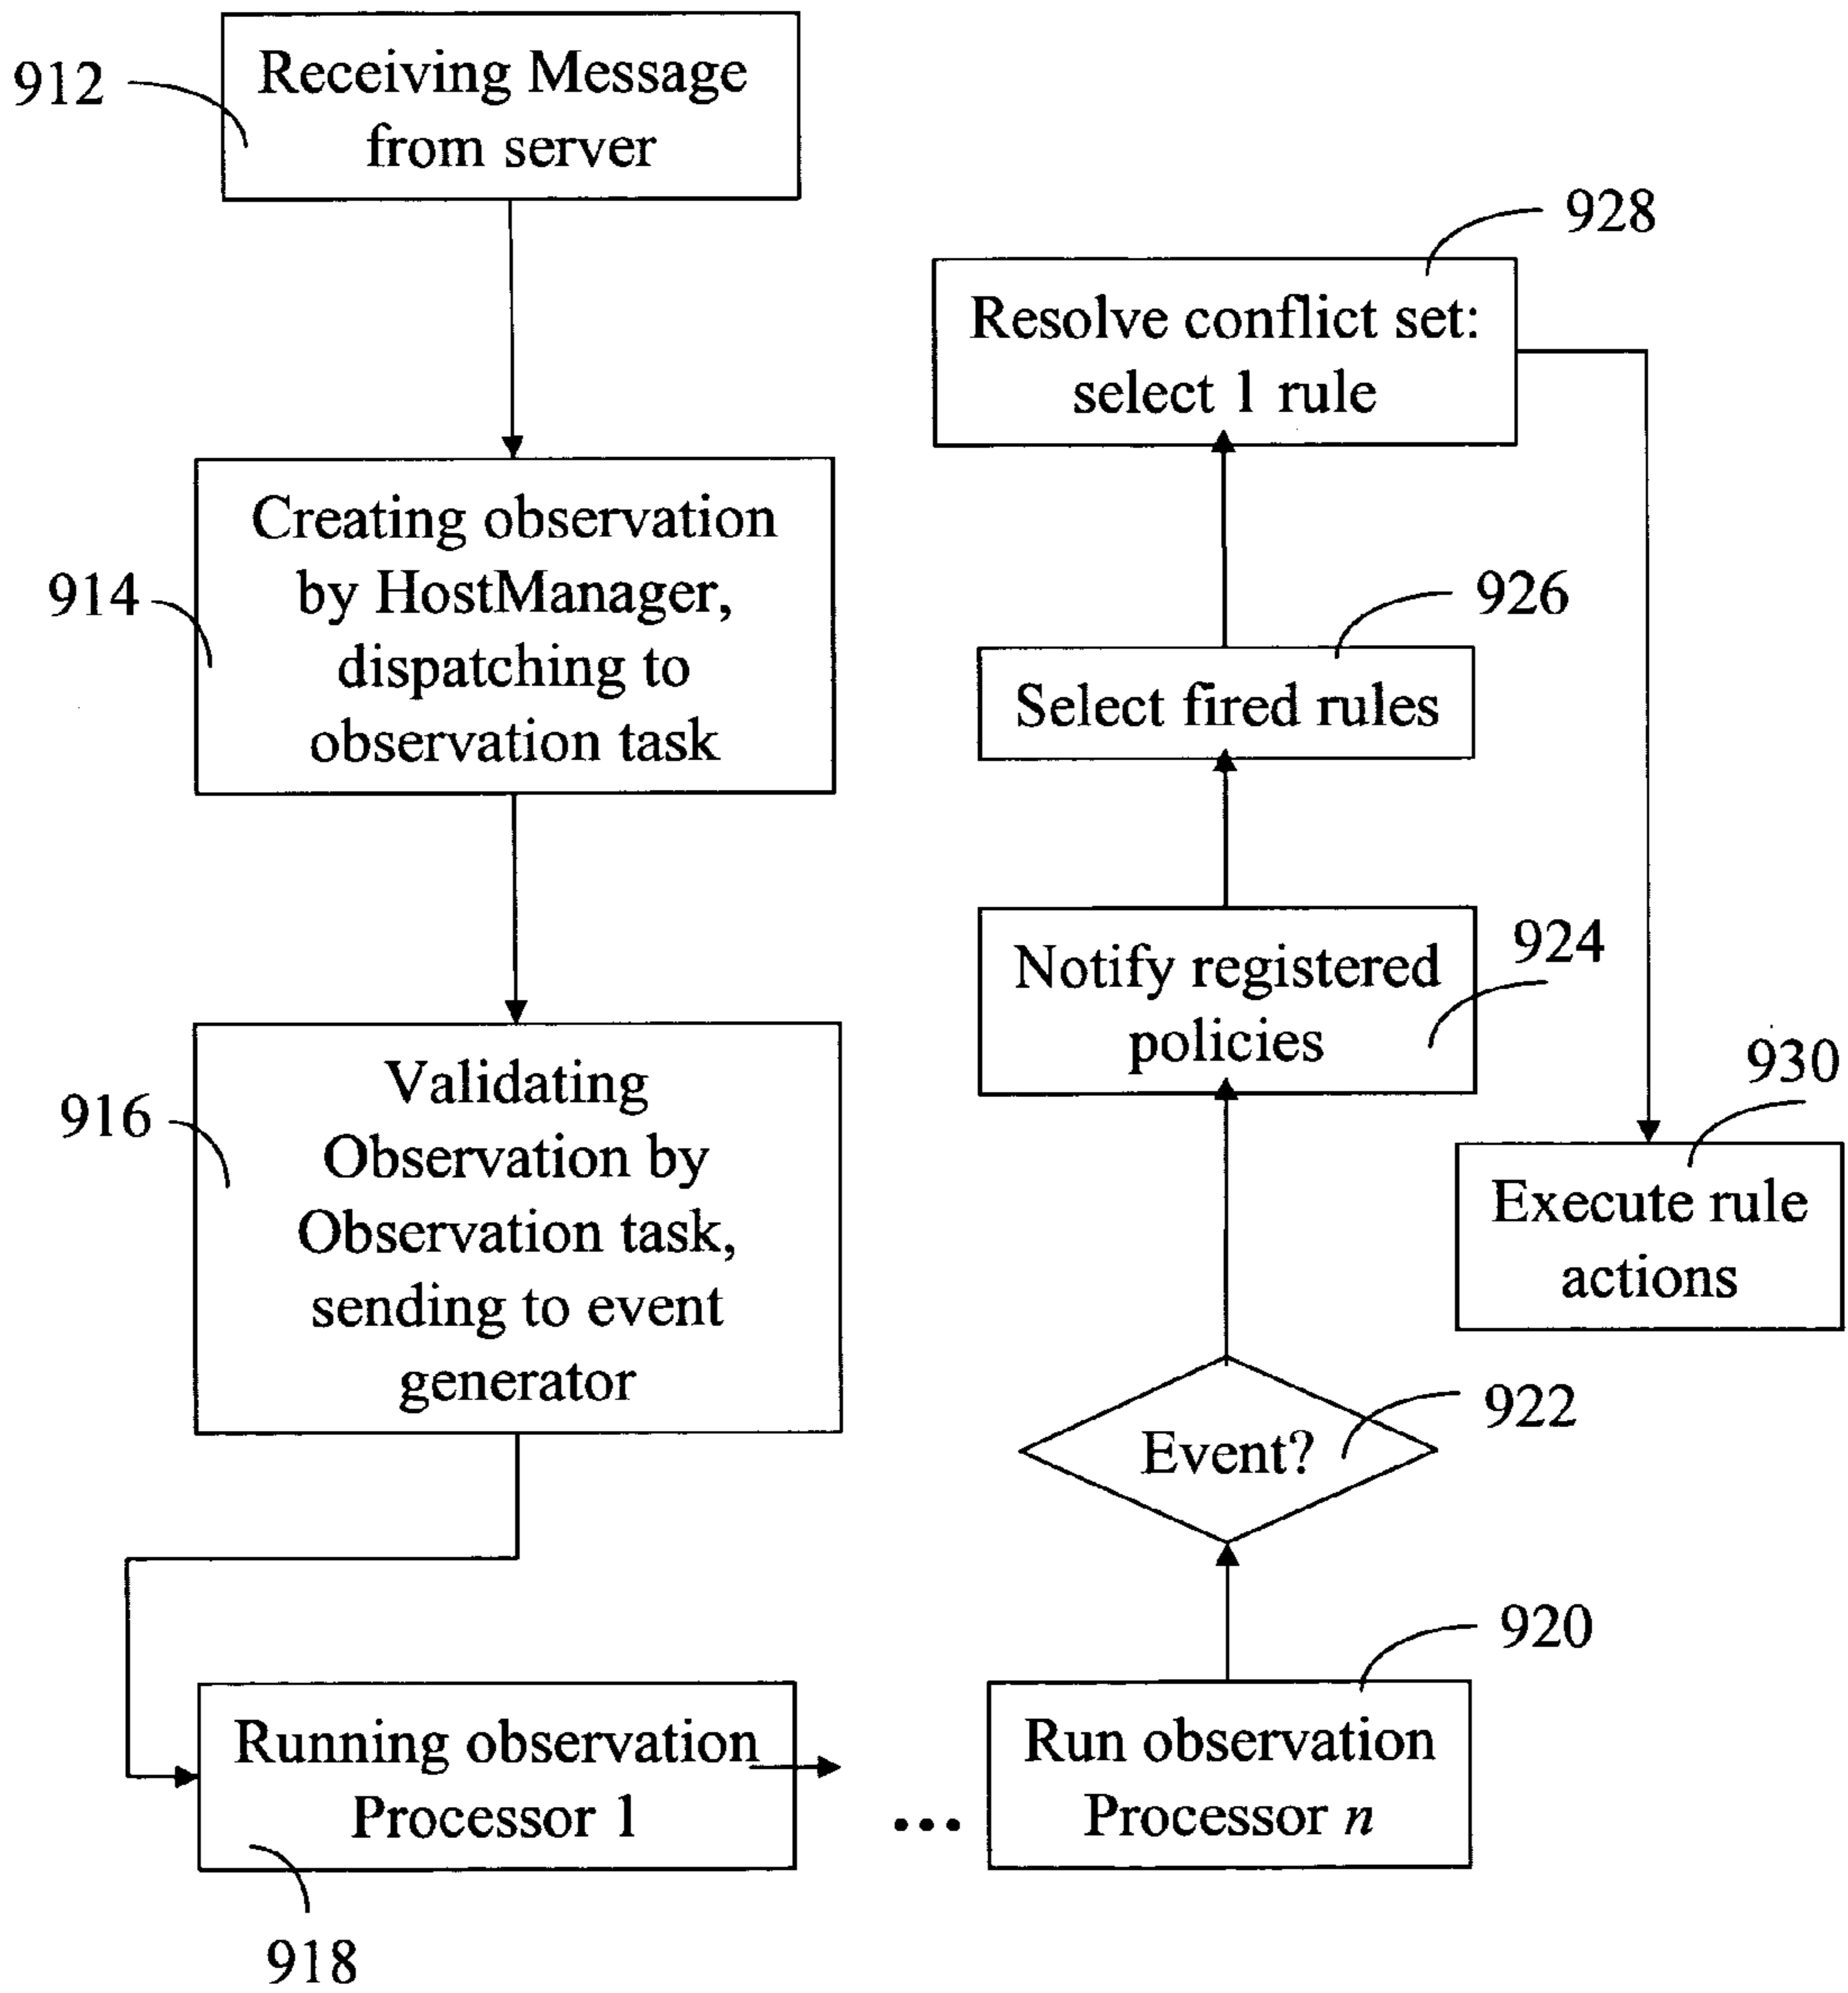 912
Receiving Message
from server
914
Creating observation
by HostManager,
dispatching to
observation task
916
Validating
Observation by
Observation task,
sending to event
generator
918
Running observation
Processor 1
...
920
Run observation
Processor n
922
Event?
924
Notify registered
policies
926
Select fired rules
928
Resolve conflict set:
select 1 rule
930
Execute rule
actions